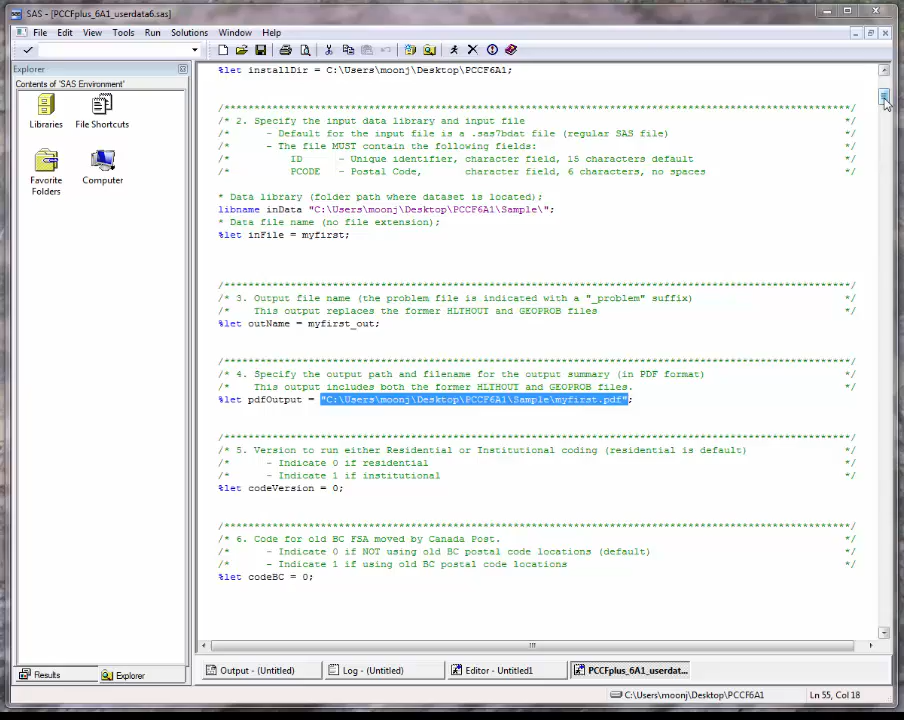 SAS - [PCCFplus_6A1_userdata6.sas]
File Edit View Tools Run Solutions Window Help
Explorer
Contents of 'SAS Environment'
Libraries
File Shortcuts
Favorite
Folders
Computer
%let installDir = C:\Users\moonj\Desktop\PCCF6A1;
/*********************************************************************************************************/
/* 2. Specify the input data library and input file */
/* - Default for the input file is a .sas7bdat file (regular SAS file) */
/* - The file MUST contain the following fields: */
/* ID - Unique identifier, character field, 15 characters default */
/* PCODE - Postal Code, character field, 6 characters, no spaces */
* Data library (folder path where dataset is located);
libname inData "C:\Users\moonj\Desktop\PCCF6A1\Sample\";
* Data file name (no file extension);
%let inFile = myfirst;
/*********************************************************************************************************/
/* 3. Output file name (the problem file is indicated with a "_problem" suffix) */
/* This output replaces the former HLTHOUT and GEOPROB files */
%let outName = myfirst_out;
/*********************************************************************************************************/
/* 4. Specify the output path and filename for the output summary (in PDF format) */
/* This output includes both the former HLTHOUT and GEOPROB files. */
%let pdfOutput = "C:\Users\moonj\Desktop\PCCF6A1\Sample\myfirst.pdf";
/*********************************************************************************************************/
/* 5. Version to run either Residential or Institutional coding (residential is default) */
/* - Indicate 0 if residential */
/* - Indicate 1 if institutional */
%let codeVersion = 0;
/*********************************************************************************************************/
/* 6. Code for old BC FSA moved by Canada Post. */
/* - Indicate 0 if NOT using old BC postal code locations (default) */
/* - Indicate 1 if using old BC postal code locations */
%let codeBC = 0;
Results
Explorer
Output - (Untitled)
Log - (Untitled)
Editor - Untitled1
PCCFplus_6A1_userdat...
C:\Users\moonj\Desktop\PCCF6A1
Ln 55, Col 18